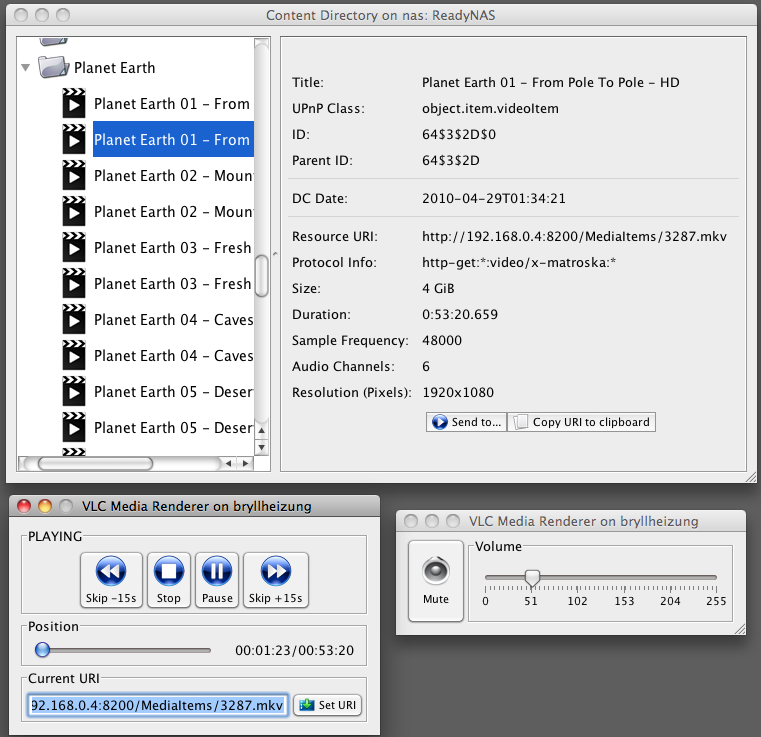 Content Directory on nas: ReadyNAS
Planet Earth
Planet Earth 01 – From
Planet Earth 01 – From
Planet Earth 02 – Moun
Planet Earth 02 – Moun
Planet Earth 03 – Fresh
Planet Earth 03 – Fresh
Planet Earth 04 – Caves
Planet Earth 04 – Caves
Planet Earth 05 – Deser
Planet Earth 05 – Deser
Title: Planet Earth 01 – From Pole To Pole – HD
UPnP Class: object.item.videoItem
ID: 64$3$2D$0
Parent ID: 64$3$2D
DC Date: 2010-04-29T01:34:21
Resource URI: http://192.168.0.4:8200/MediaItems/3287.mkv
Protocol Info: http-get:*:video/x-matroska:*
Size: 4 GiB
Duration: 0:53:20.659
Sample Frequency: 48000
Audio Channels: 6
Resolution (Pixels): 1920x1080
Send to... Copy URI to clipboard
VLC Media Renderer on bryllheizung
PLAYING
Skip -15s Stop Pause Skip +15s
Position
00:01:23/00:53:20
Current URI
92.168.0.4:8200/MediaItems/3287.mkv Set URI
VLC Media Renderer on bryllheizung
Mute
Volume
0 51 102 153 204 255